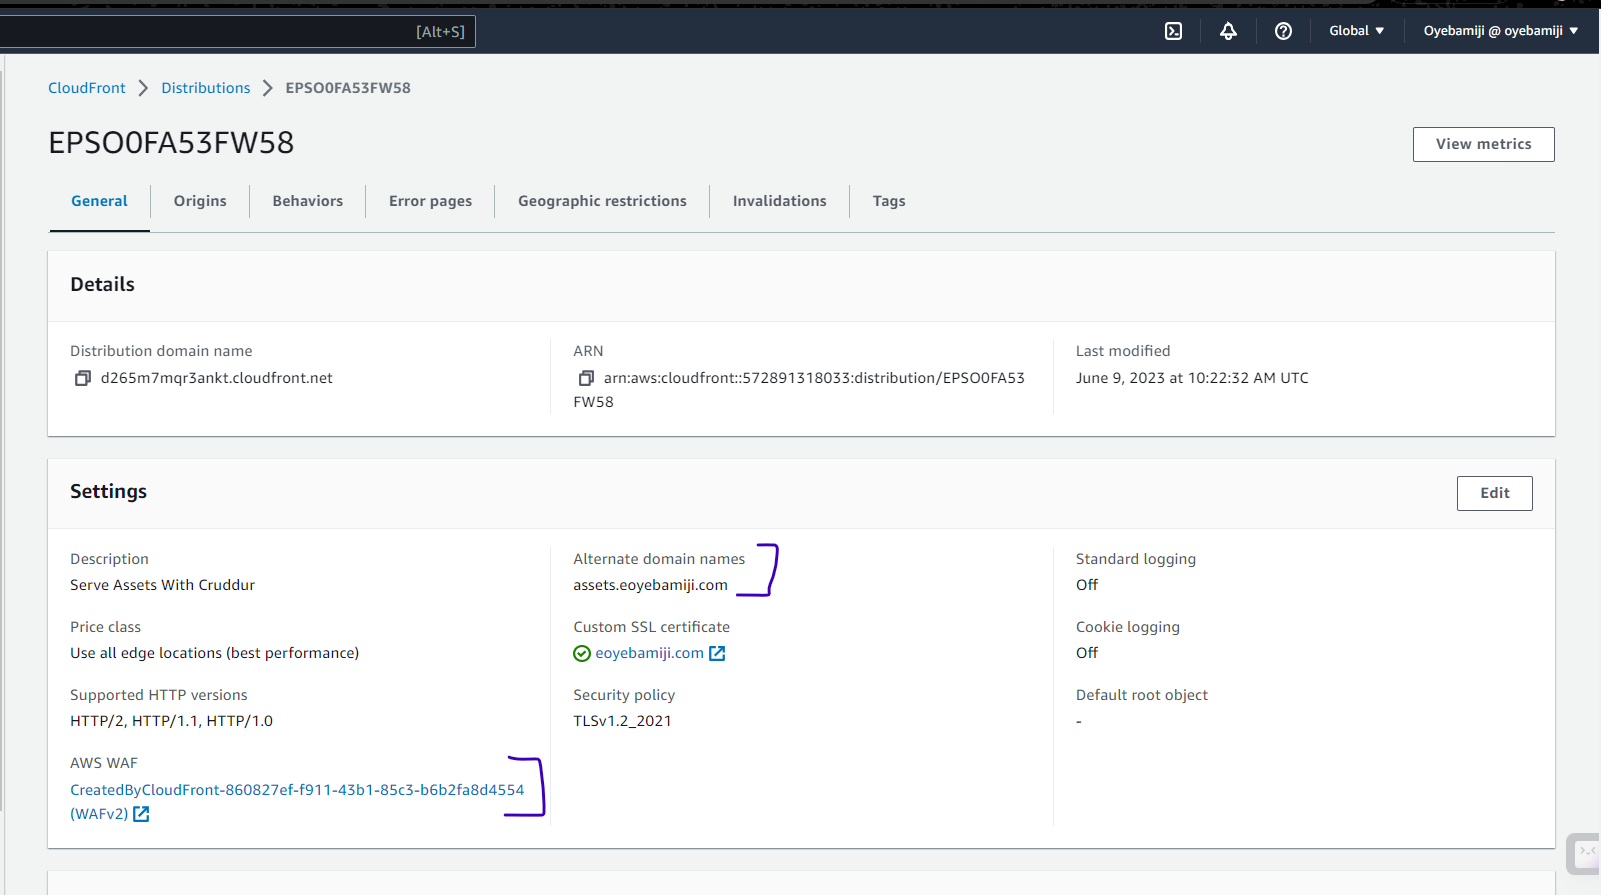 [Alt+S]
Global
Oyebamiji @ oyebamiji
CloudFront
Distributions
EPSO0FA53FW58
EPSO0FA53FW58
View metrics
General
Origins
Behaviors
Error pages
Geographic restrictions
Invalidations
Tags
Details
Distribution domain name
d265m7mqr3ankt.cloudfront.net
ARN
arn:aws:cloudfront::572891318033:distribution/EPSO0FA53
FW58
Last modified
June 9, 2023 at 10:22:32 AM UTC
Settings
Edit
Description
Serve Assets With Cruddur
Price class
Use all edge locations (best performance)
Supported HTTP versions
HTTP/2, HTTP/1.1, HTTP/1.0
AWS WAF
CreatedByCloudFront-860827ef-f911-43b1-85c3-b6b2fa8d4554
(WAFv2)
Alternate domain names
assets.eoyebamiji.com
Custom SSL certificate
eoyebamiji.com
Security policy
TLSv1.2_2021
Standard logging
Off
Cookie logging
Off
Default root object
-